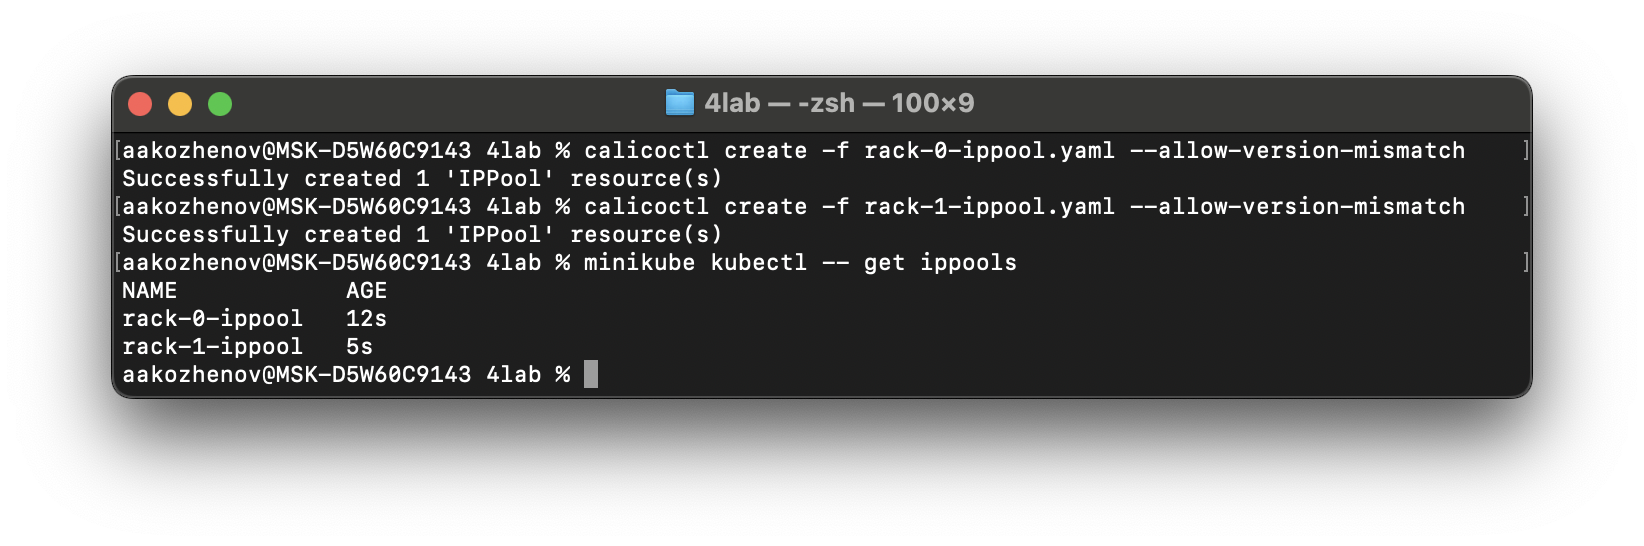 4lab — -zsh — 100×9
[aakozhenov@MSK-D5W60C9143 4lab % calicoctl create -f rack-0-ippool.yaml --allow-version-mismatch ]
Successfully created 1 'IPPool' resource(s)
[aakozhenov@MSK-D5W60C9143 4lab % calicoctl create -f rack-1-ippool.yaml --allow-version-mismatch ]
Successfully created 1 'IPPool' resource(s)
[aakozhenov@MSK-D5W60C9143 4lab % minikube kubectl -- get ippools ]
NAME AGE
rack-0-ippool 12s
rack-1-ippool 5s
aakozhenov@MSK-D5W60C9143 4lab %